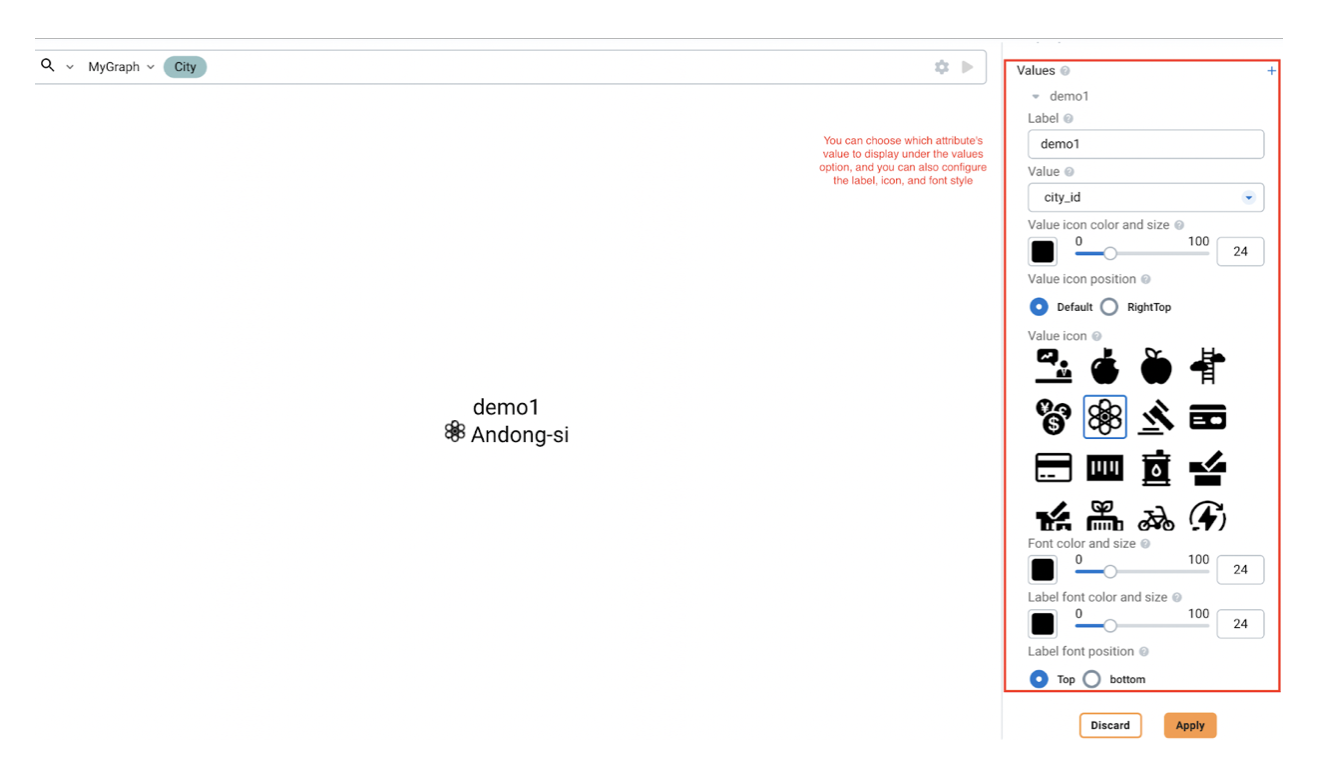 MyGraph
City
Values
demo1
Label
demo1
Value
city_id
Value icon color and size
0
100
24
Value icon position
Default
RightTop
Value icon
Font color and size
0
100
24
Label font color and size
0
100
24
Label font position
Top
bottom
Discard
Apply
You can choose which attribute's
value to display under the values
option, and you can also configure
the label, icon, and font style
demo1
Andong-si